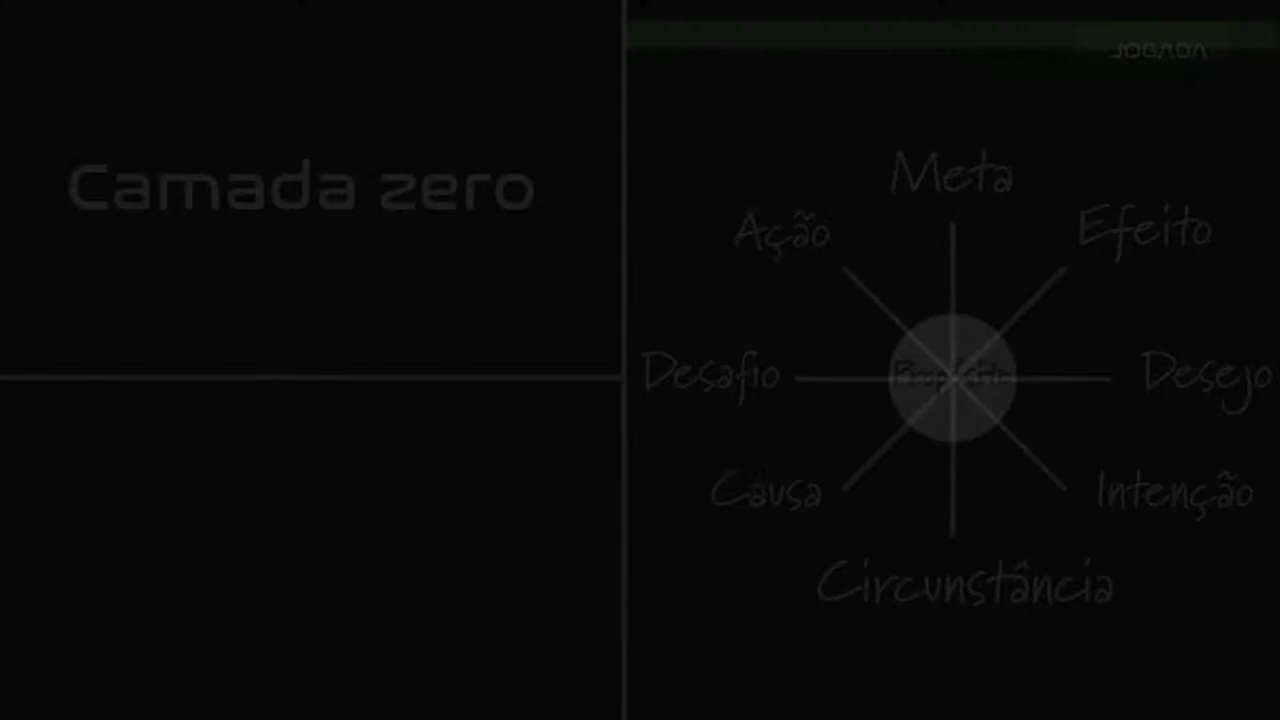 Camada zero
JOGADA
Meta
Ação
Efeito
Desafio
Desejo
Causa
Intenção
Circunstância